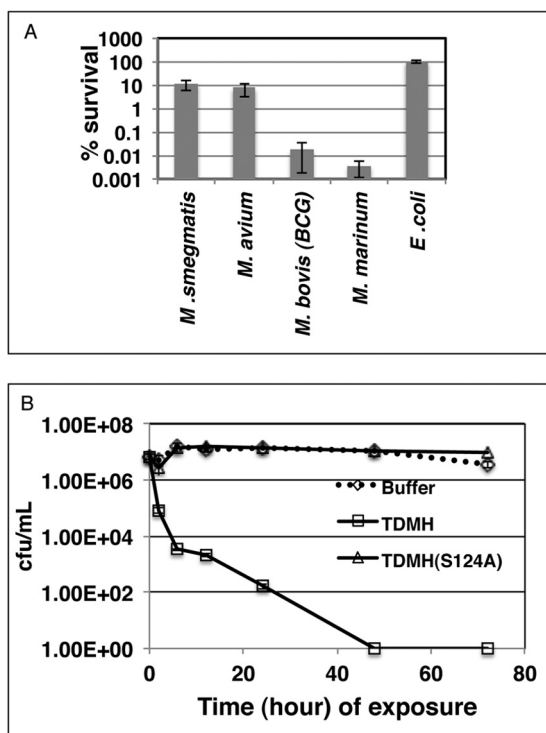 A
% survival
1000
100
10
1
0.1
0.01
0.001
M .smegmatis
M. avium
M. bovis (BCG)
M. marinum
E .coli
B
cfu/mL
1.00E+08
1.00E+06
1.00E+04
1.00E+02
1.00E+00
Buffer
TDMH
TDMH(S124A)
0 20 40 60 80
Time (hour) of exposure